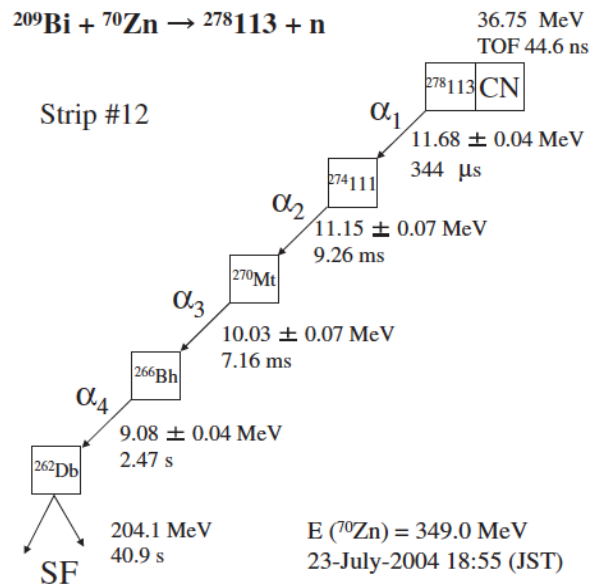 ²⁰⁹Bi + ⁷⁰Zn → ²⁷⁸113 + n
36.75 MeV
TOF 44.6 ns
Strip #12
²⁷⁸113 CN
α₁
11.68 ± 0.04 MeV
344 μs
²⁷⁴111
α₂
11.15 ± 0.07 MeV
9.26 ms
²⁷⁰Mt
α₃
10.03 ± 0.07 MeV
7.16 ms
²⁶⁶Bh
α₄
9.08 ± 0.04 MeV
2.47 s
²⁶²Db
204.1 MeV
40.9 s
SF
E (⁷⁰Zn) = 349.0 MeV
23-July-2004 18:55 (JST)